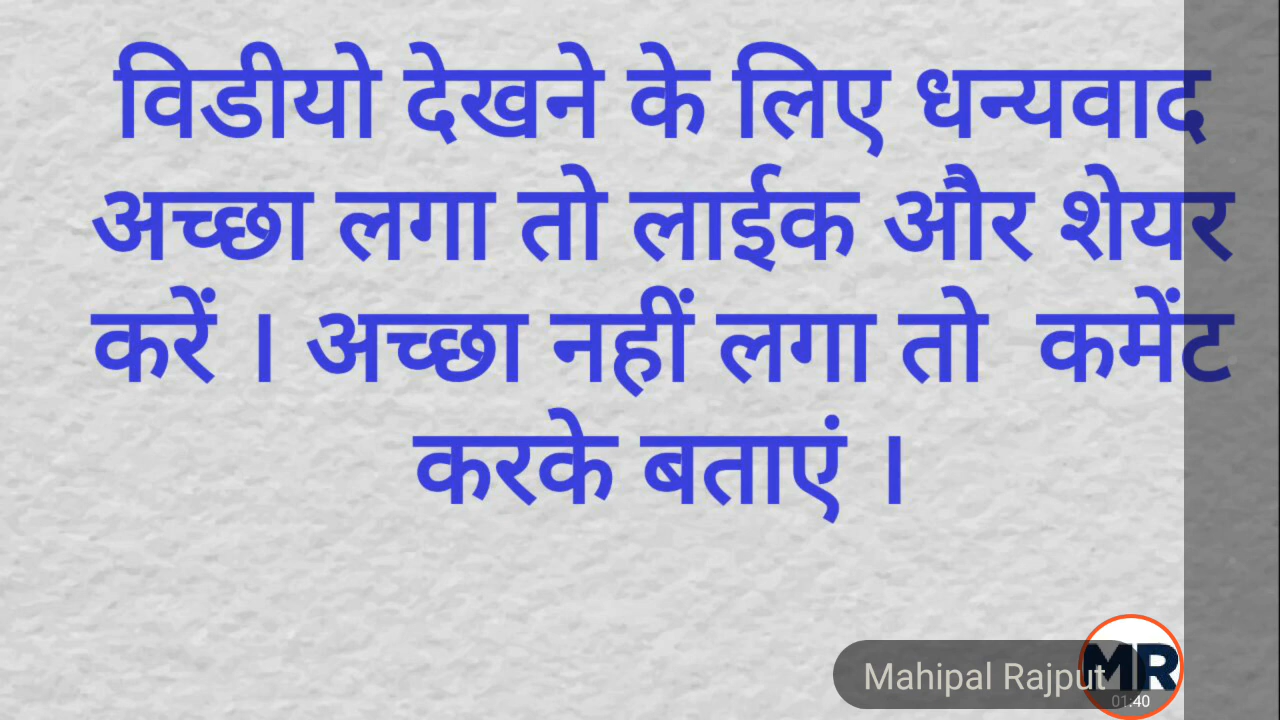 विडीयो देखने के लिए धन्यवाद
अच्छा लगा तो लाईक और शेयर
करें । अच्छा नहीं लगा तो कमेंट
करके बताएं ।
Mahipal Rajput
MR
01:40